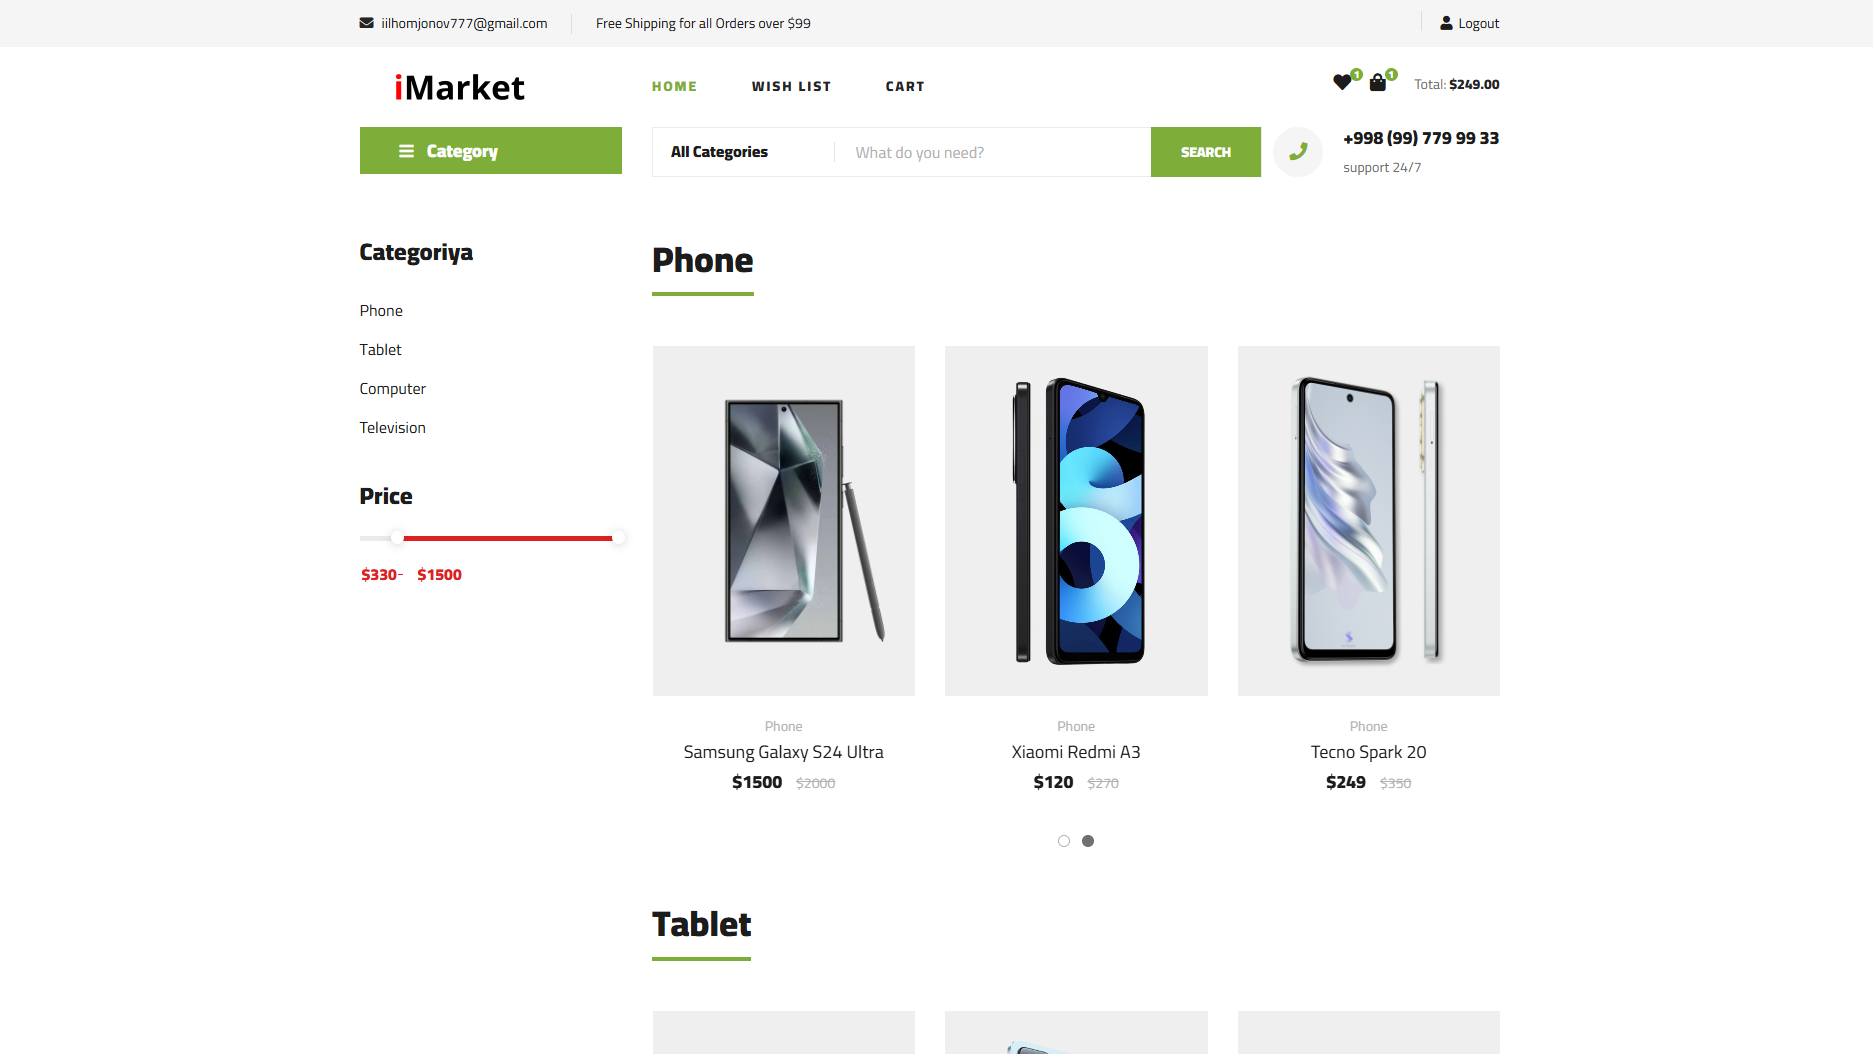 iilhomjonov777@gmail.com
Free Shipping for all Orders over $99
Logout
iMarket
HOME
WISH LIST
CART
1
1
Total: $249.00
Category
All Categories
What do you need?
SEARCH
+998 (99) 779 99 33
support 24/7
Categoriya
Phone
Tablet
Computer
Television
Price
$330- $1500
Phone
Phone
Samsung Galaxy S24 Ultra
$1500 $2000
Phone
Xiaomi Redmi A3
$120 $270
Phone
Tecno Spark 20
$249 $350
Tablet